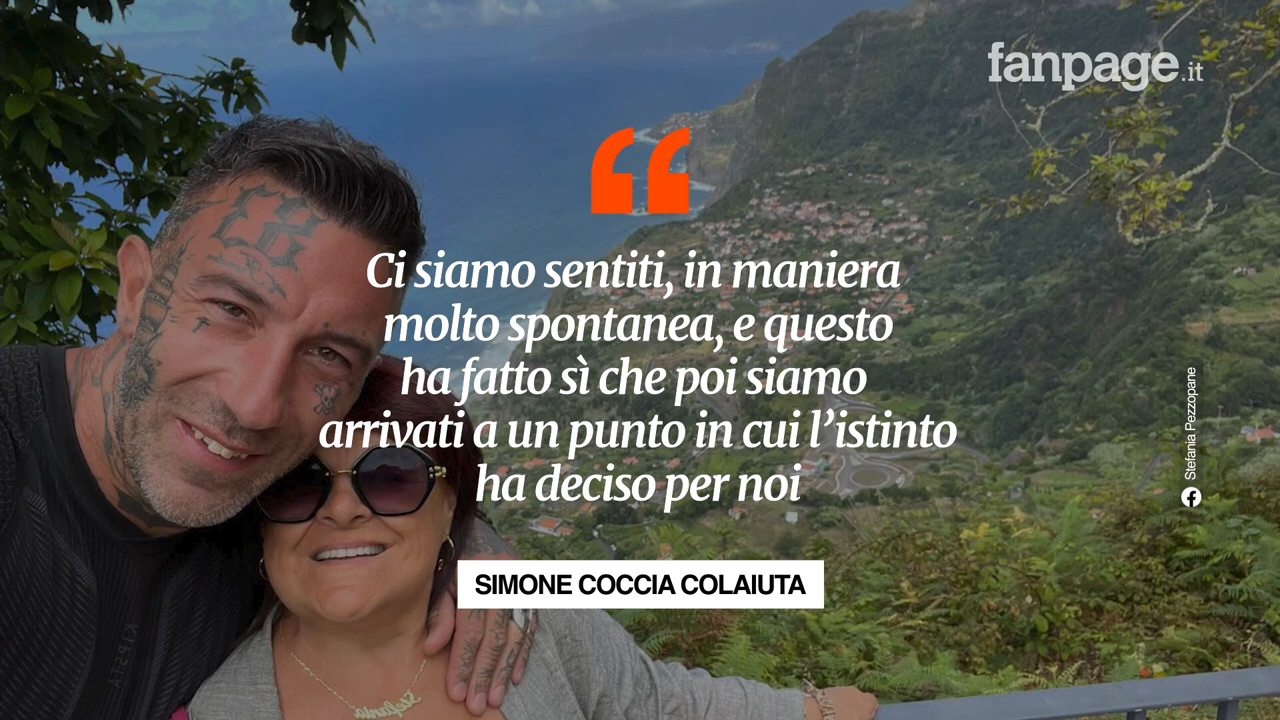 fanpage.it
“
Ci siamo sentiti, in maniera
molto spontanea, e questo
ha fatto sì che poi siamo
arrivati a un punto in cui l’istinto
ha deciso per noi
SIMONE COCCIA COLAIUTA
Stefania Pezzopane